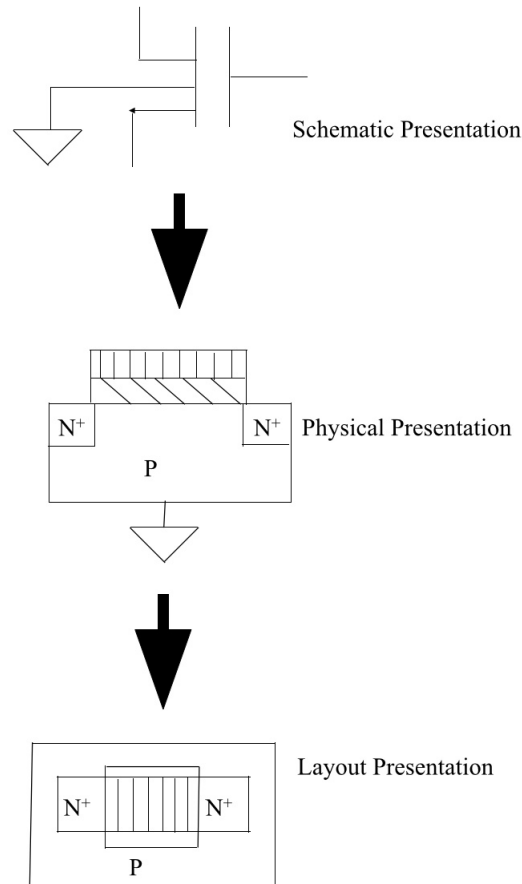 Schematic Presentation
N⁺
N⁺
Physical Presentation
P
Layout Presentation
N⁺
N⁺
P